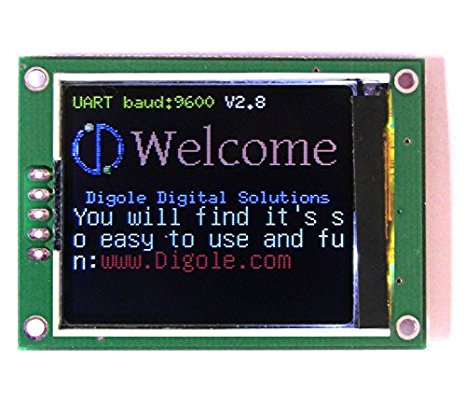 UART baud:9600 V2.8
Welcome
Digole Digital Solutions
You will find it's s
o easy to use and fu
n:www.Digole.com